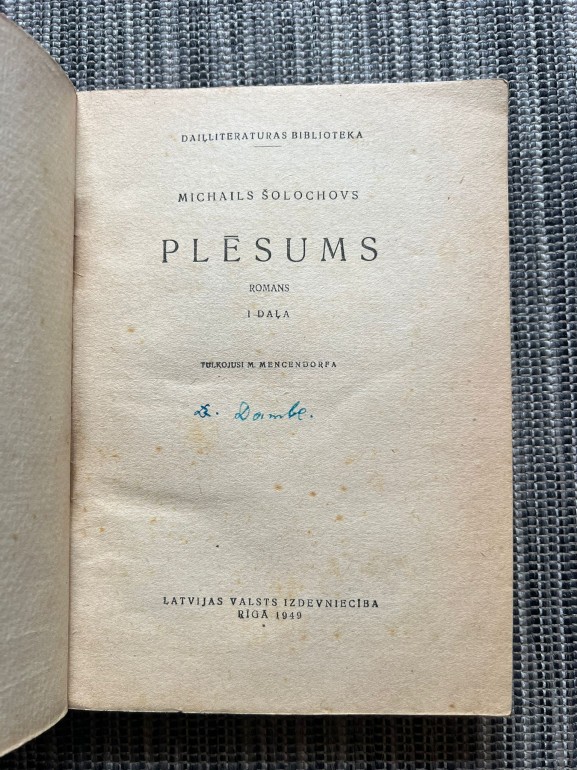 DAIĻLITERATURAS BIBLIOTEKA
MICHAILS ŠOLOCHOVS
PLĒSUMS
ROMANS
I DAĻA
TULKOJUSI M. MENCENDORFA
Dambe.
LATVIJAS VALSTS IZDEVNIECĪBA
RĪGĀ 1949